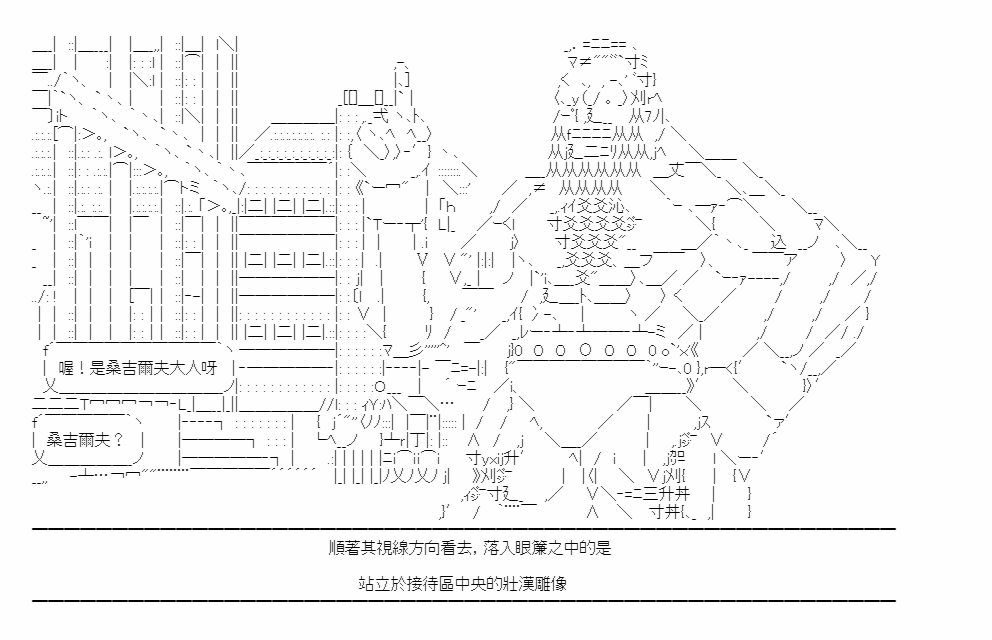 喔！是桑吉爾夫大人呀
桑吉爾夫？
順著其視線方向看去，落入眼簾之中的是
站立於接待區中央的壯漢雕像